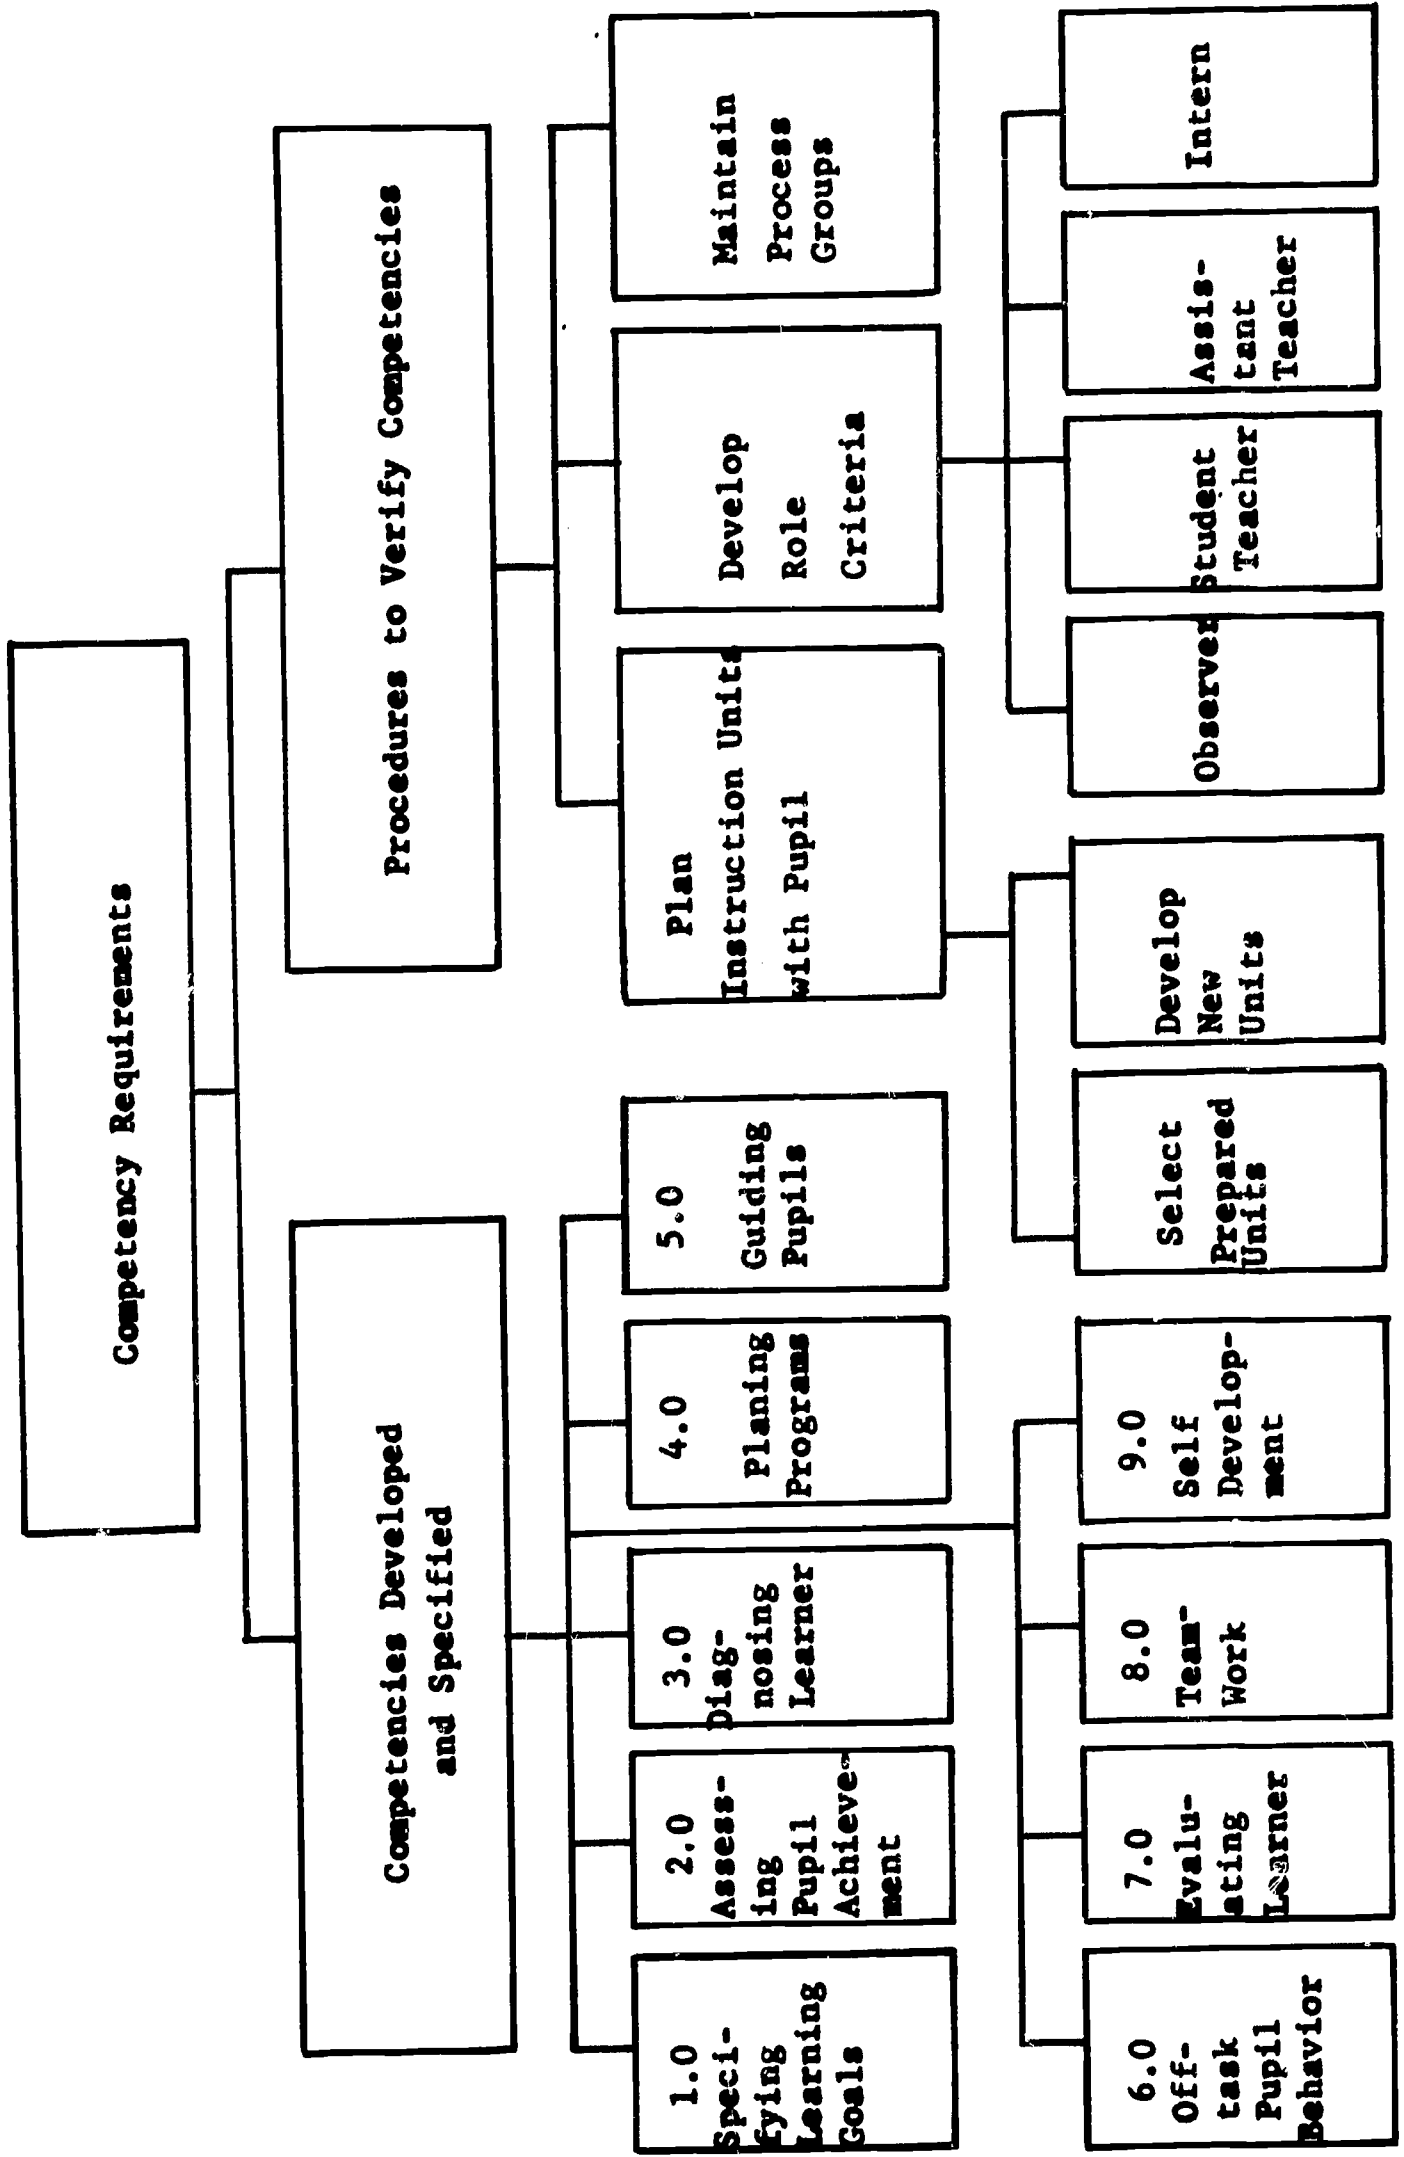 Competency Requirements
Competencies Developed
and Specified
Procedures to Verify Competencies
1.0
Speci-
fying
Learning
Goals
2.0
Assess-
ing
Pupil
Achieve-
ment
3.0
Diag-
nosing
Learner
4.0
Planing
Programs
5.0
Guiding
Pupils
Plan
Instruction Units
with Pupil
Develop
Role
Criteria
Maintain
Process
Groups
6.0
Off-
task
Pupil
Behavior
7.0
Evalu-
ating
Learner
8.0
Team-
Work
9.0
Self
Develop-
ment
Select
Prepared
Units
Develop
New
Units
Observer
Student
Teacher
Assis-
tant
Teacher
Intern